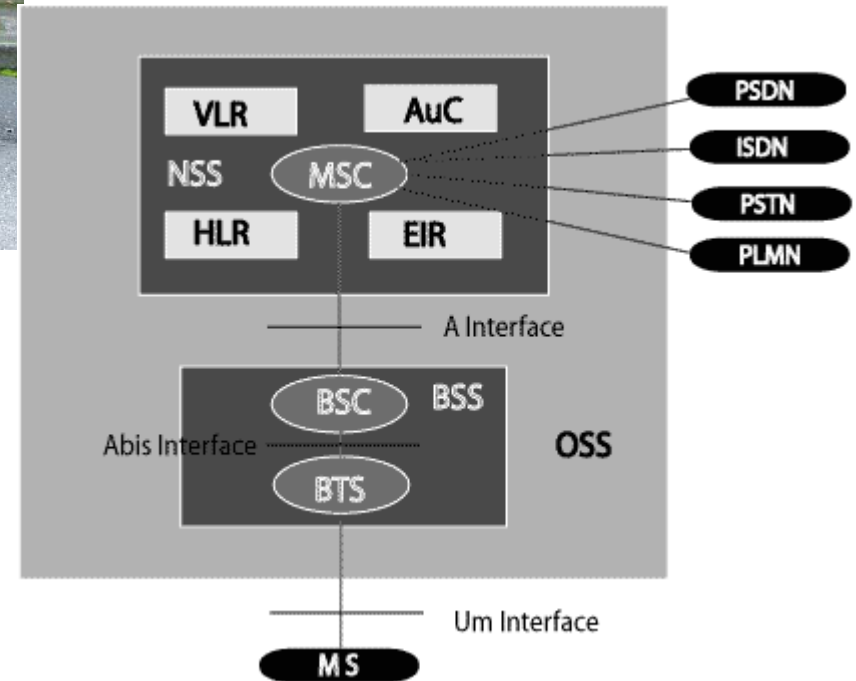 VLR
AuC
NSS
MSC
HLR
EIR
PSDN
ISDN
PSTN
PLMN
A Interface
BSC
BSS
Abis Interface
BTS
OSS
Um Interface
MS